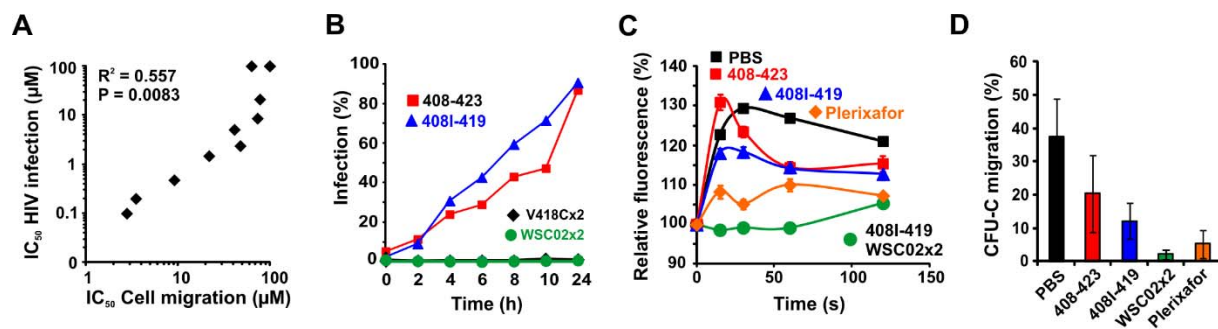 A
IC50 HIV infection (µM)
100
10
1
0.1
R2 = 0.557
P = 0.0083
1
10
100
IC50 Cell migration (µM)
B
Infection (%)
100
80
60
40
20
0
408-423
408I-419
V418Cx2
WSC02x2
0 2 4 6 8 10 24
Time (h)
C
Relative fluorescence (%)
140
130
120
110
100
90
PBS
408-423
408I-419
Plerixafor
408I-419
WSC02x2
0 50 100 150
Time (s)
D
CFU-C migration (%)
60
50
40
30
20
10
0
PBS
408-423
408I-419
WSC02x2
Plerixafor